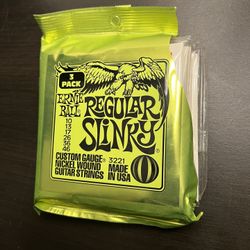 3 PACK
ERNIE BALL
REGULAR
SLINKY
10
13
17
26
36
46
CUSTOM GAUGE
3221
NICKEL WOUND
MADE IN
GUITAR STRINGS
USA